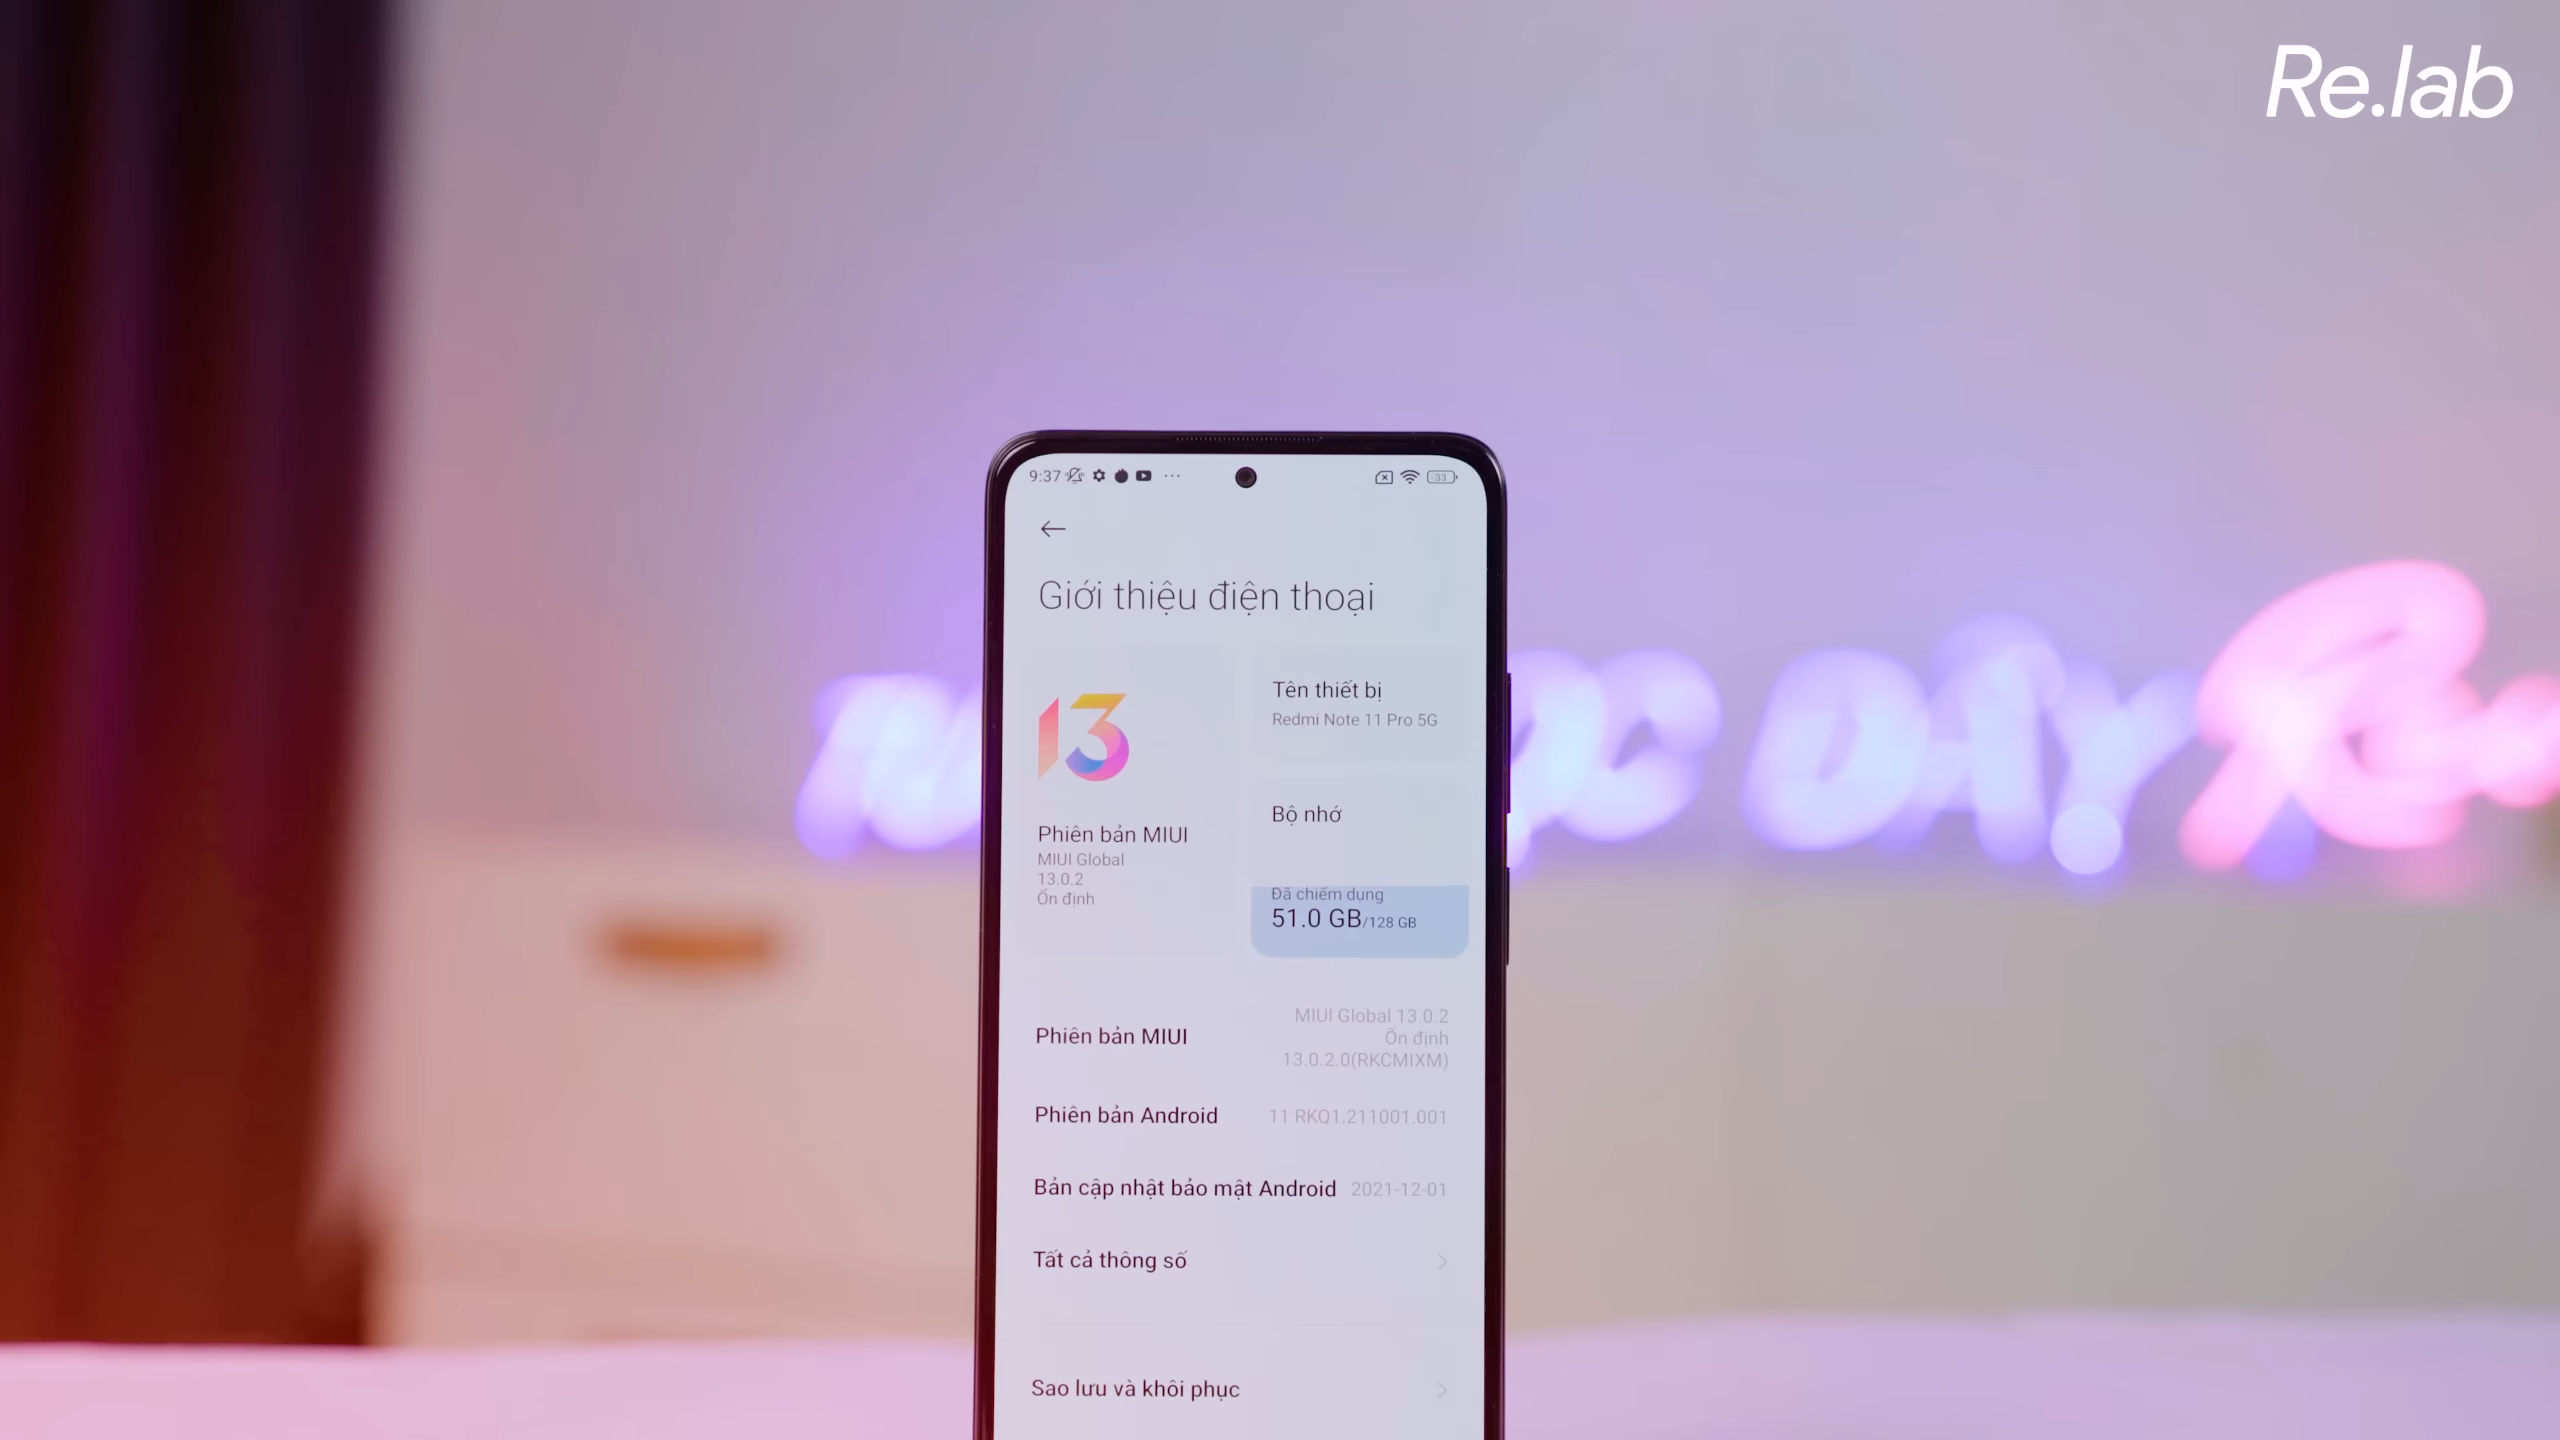 Re.lab
9:37
33
Giới thiệu điện thoại
Phiên bản MIUI
MIUI Global
13.0.2
Ổn định
Tên thiết bị
Redmi Note 11 Pro 5G
Bộ nhớ
Đã chiếm dụng
51.0 GB/128 GB
Phiên bản MIUI
MIUI Global 13.0.2
Ổn định
13.0.2.0(RKCMIXM)
Phiên bản Android
11 RKQ1.211001.001
Bản cập nhật bảo mật Android
2021-12-01
Tất cả thông số
Sao lưu và khôi phục
13
DAY